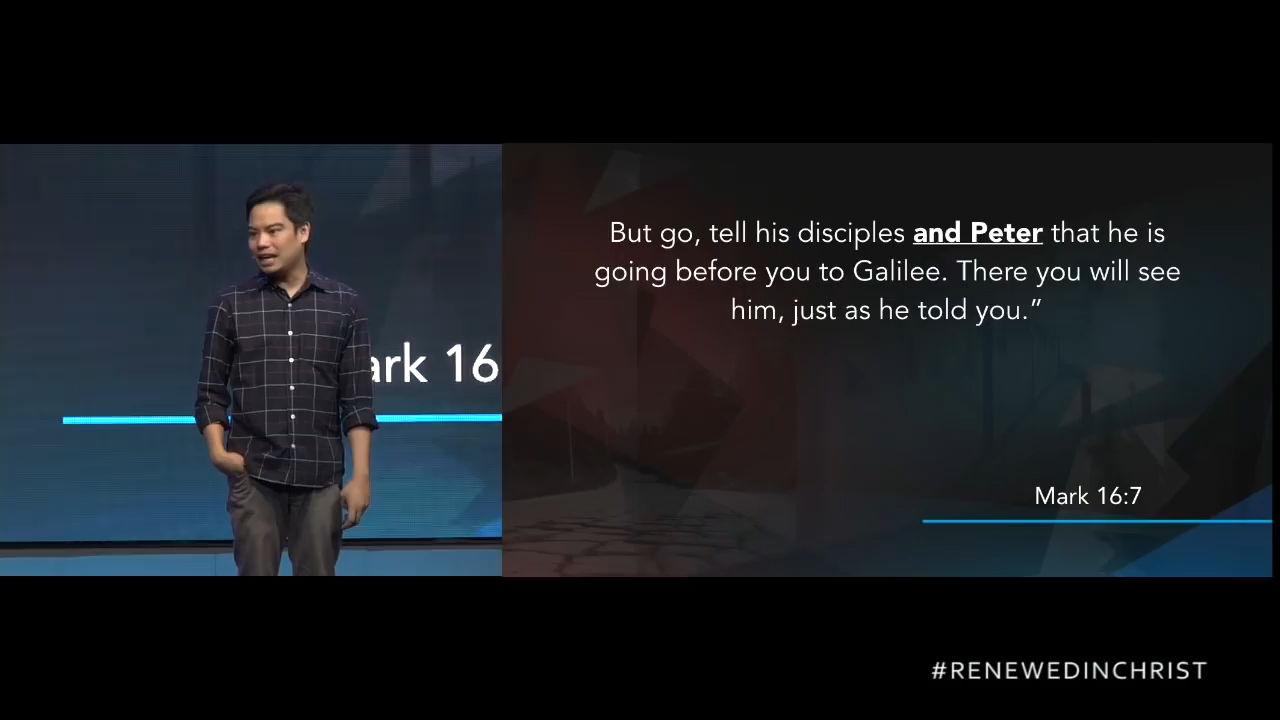 ark 16
But go, tell his disciples and Peter that he is
going before you to Galilee. There you will see
him, just as he told you.”
Mark 16:7
#RENEWEDINCHRIST